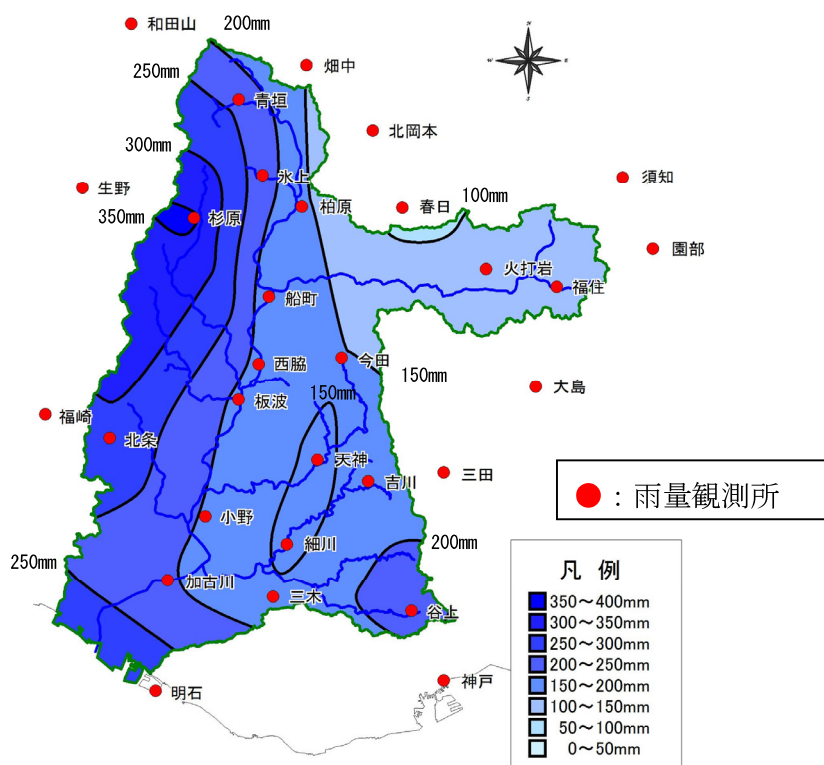 和田山
200mm
畑中
N
W
E
S
250mm
青垣
北岡本
300mm
氷上
生野
須知
350mm
杉原
柏原
春日
100mm
園部
火打岩
福住
船町
西脇
今田
150mm
150mm
大島
板波
福崎
北条
天神
三田
吉川
●：雨量観測所
小野
細川
200mm
250mm
加古川
三木
谷上
凡 例
350～400mm
300～350mm
250～300mm
200～250mm
150～200mm
100～150mm
50～100mm
0～50mm
明石
神戸